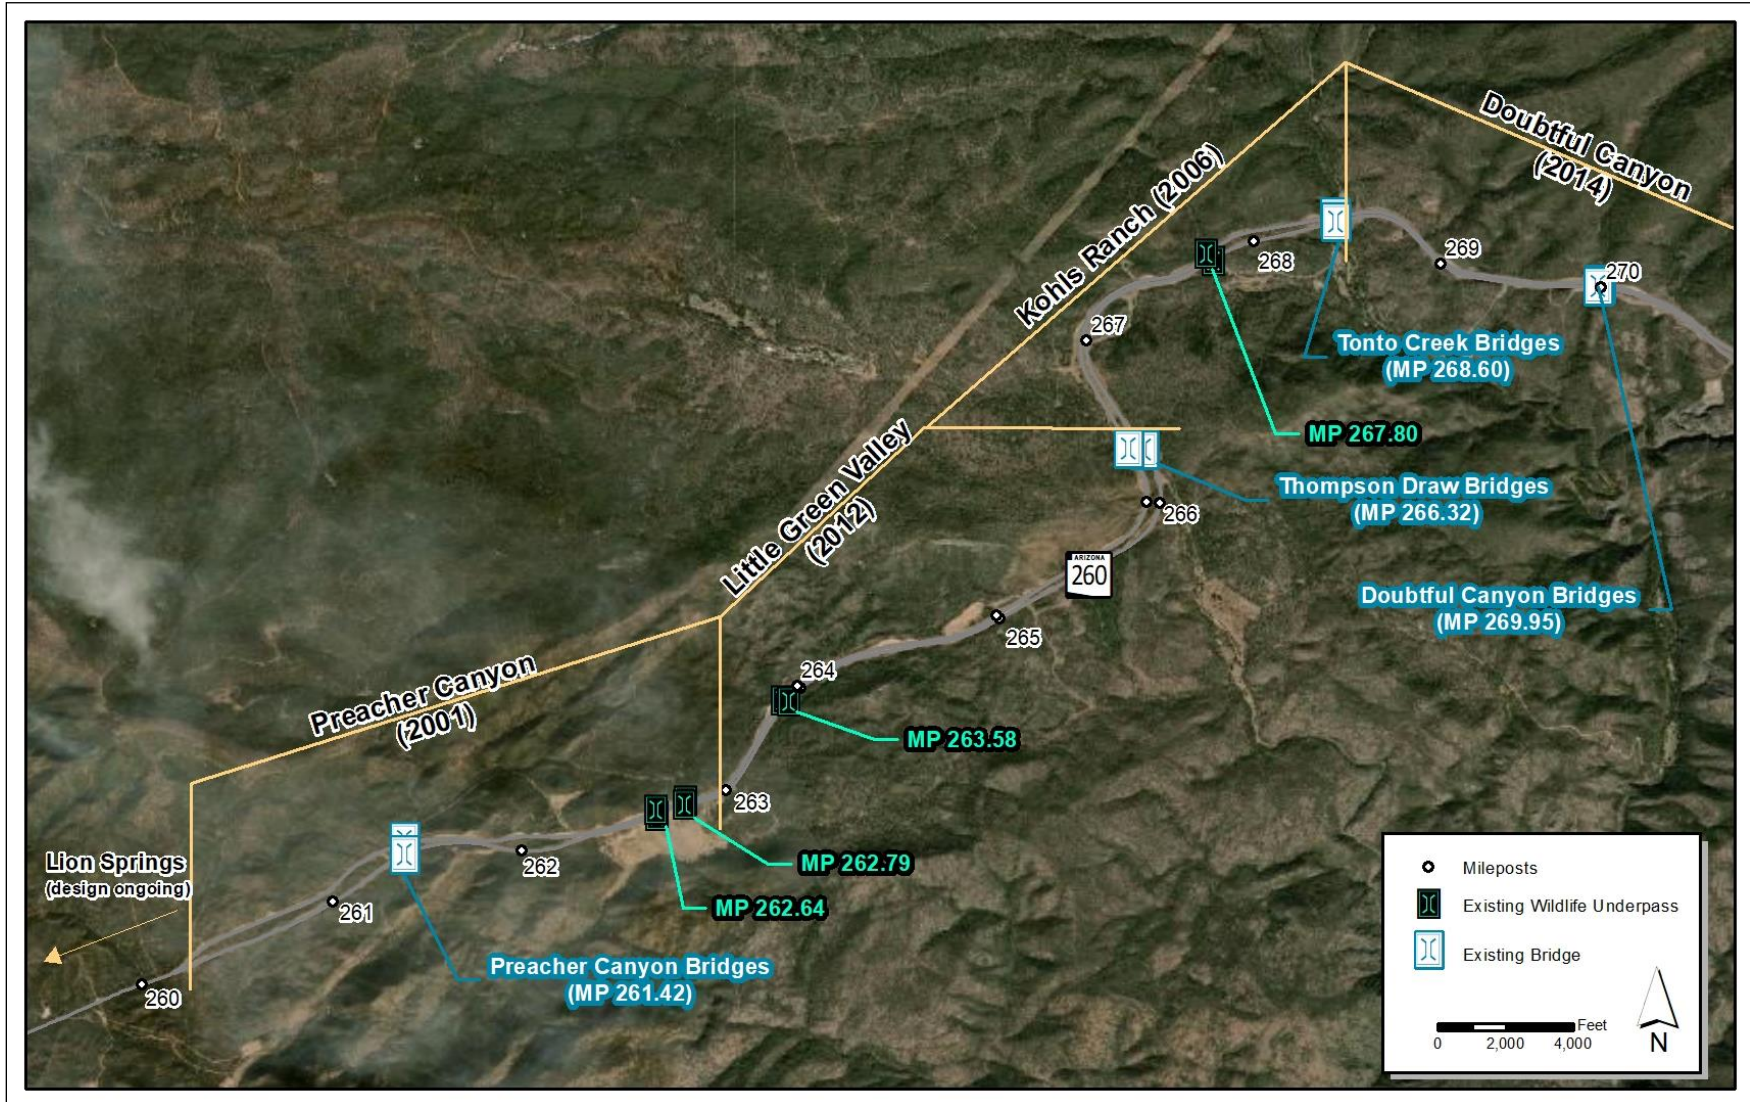 Doubtful Canyon
(2014)
Kohls Ranch (2006)
Little Green Valley
(2012)
Preacher Canyon
(2001)
Lion Springs
(design ongoing)
260
261
262
263
264
265
266
267
268
269
270
ARIZONA
260
Tonto Creek Bridges
(MP 268.60)
MP 267.80
Thompson Draw Bridges
(MP 266.32)
Doubtful Canyon Bridges
(MP 269.95)
MP 263.58
MP 262.79
MP 262.64
Preacher Canyon Bridges
(MP 261.42)
Mileposts
Existing Wildlife Underpass
Existing Bridge
Feet
0 2,000 4,000
N